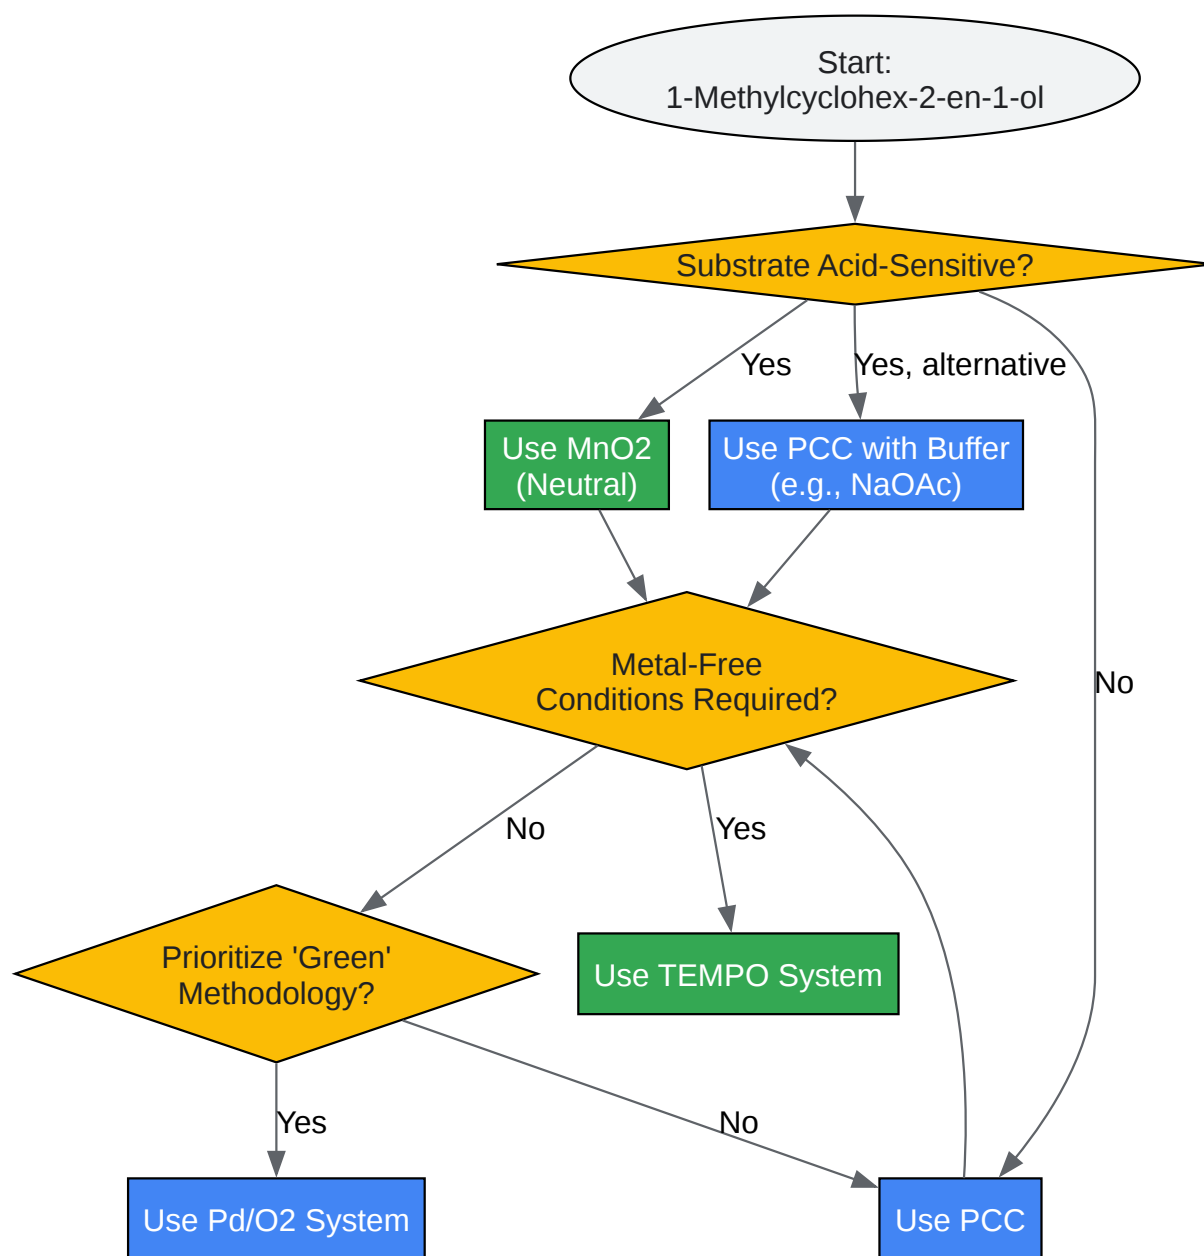 Start:
1-Methylcyclohex-2-en-1-ol
Substrate Acid-Sensitive?
Yes
Yes, alternative
Use MnO2
(Neutral)
Use PCC with Buffer
(e.g., NaOAc)
Metal-Free
Conditions Required?
No
No
Yes
Prioritize 'Green'
Methodology?
Use TEMPO System
Yes
No
Use Pd/O2 System
Use PCC